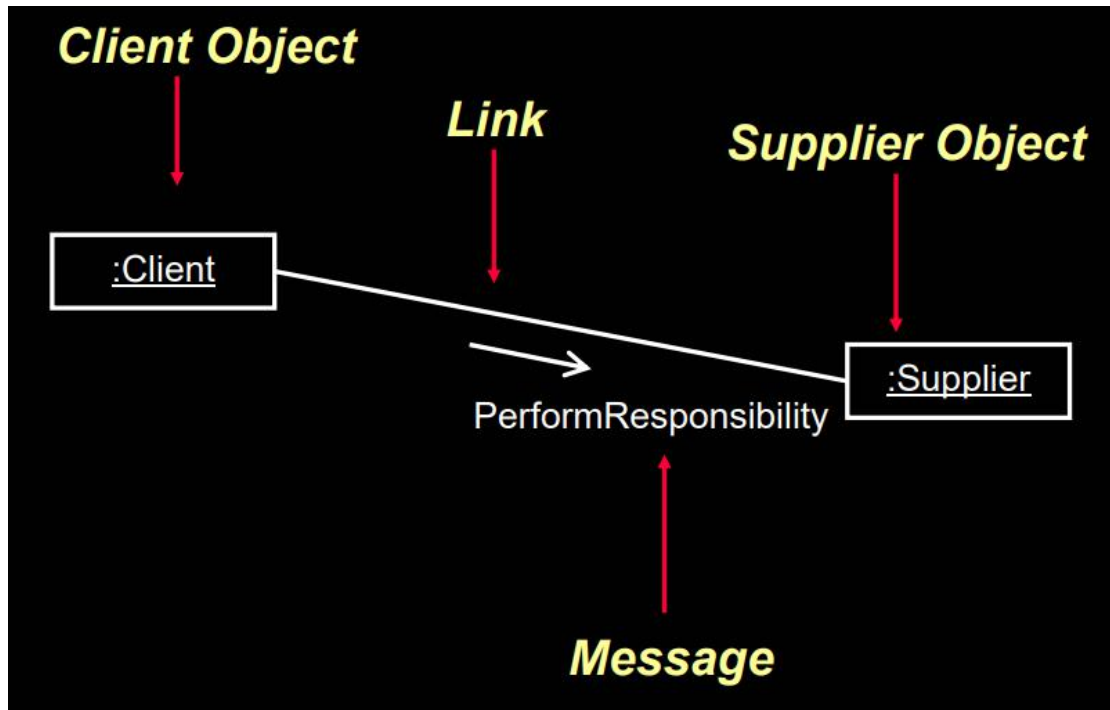 Client Object
Link
Supplier Object
:Client
:Supplier
PerformResponsibility
Message